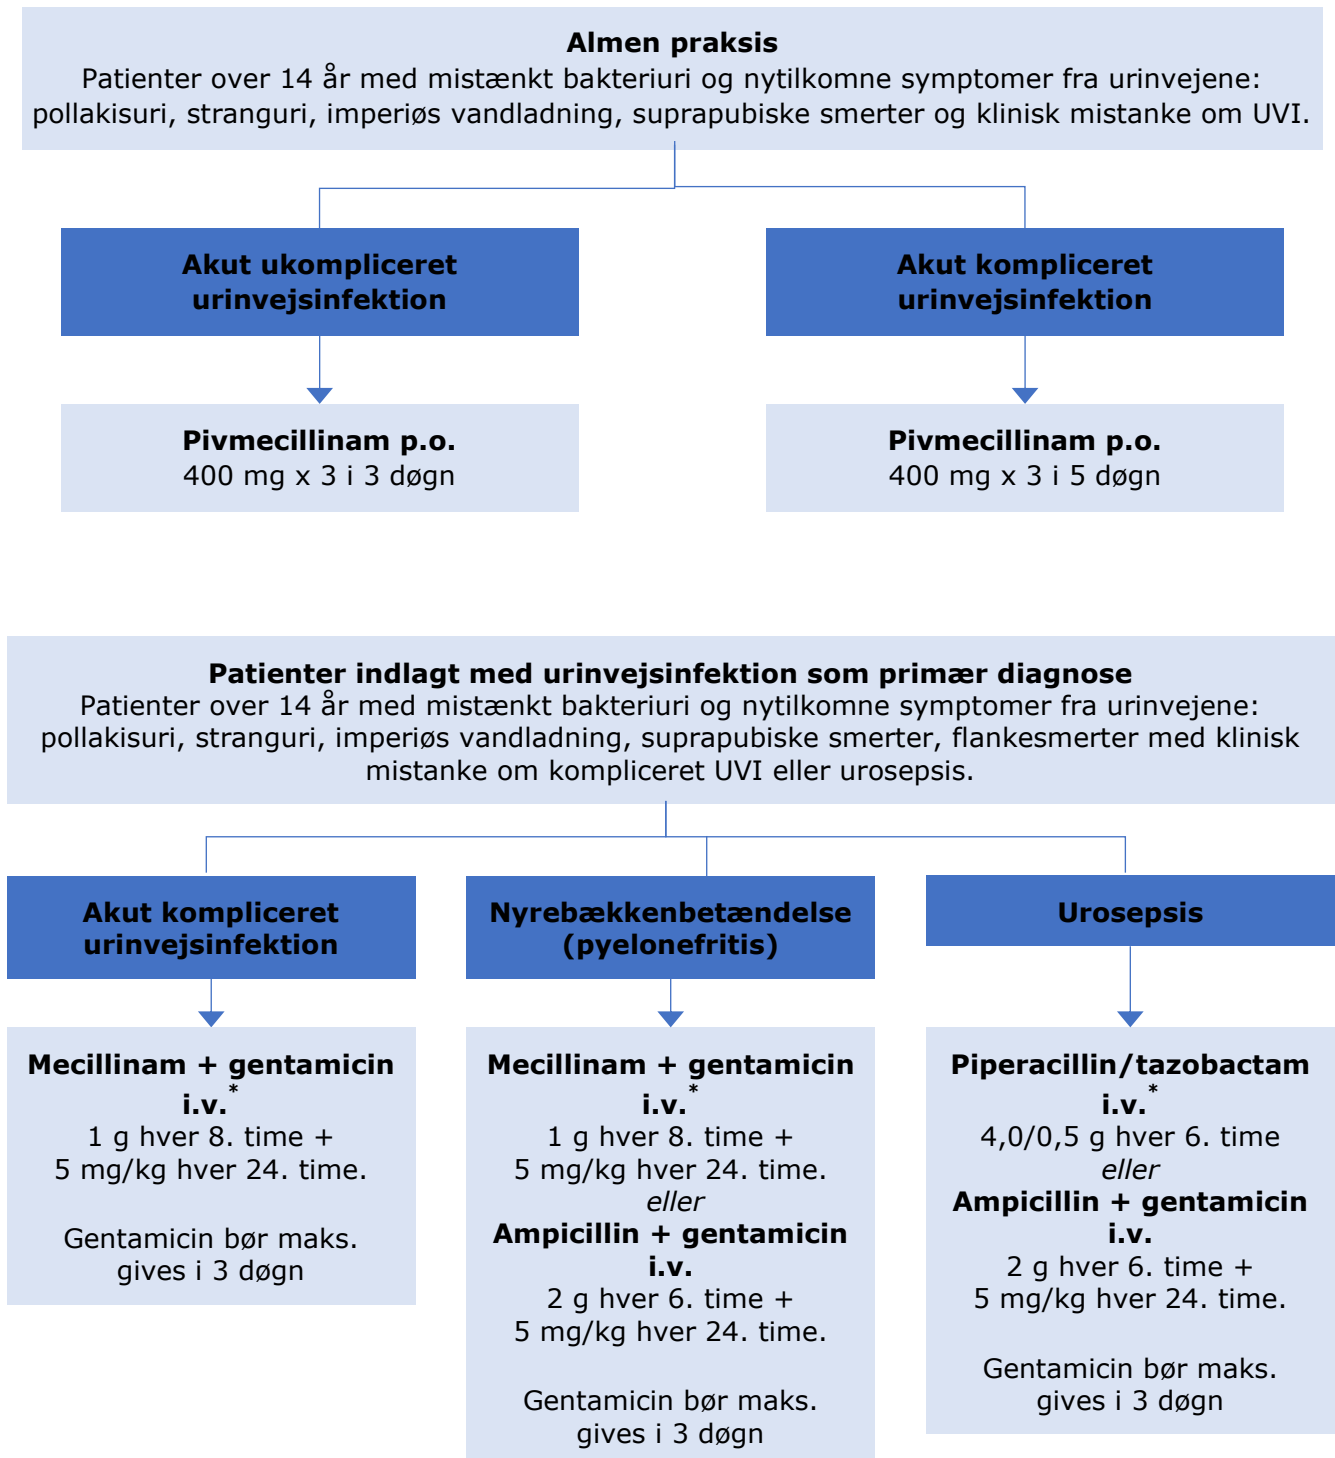 Almen praksis
Patienter over 14 år med mistænkt bakteriuri og nytilkomne symptomer fra urinvejene:
pollakisuri, stranguri, imperiøs vandladning, suprapubiske smerter og klinisk mistanke om UVI.
Akut ukompliceret
urinvejsinfektion
Akut kompliceret
urinvejsinfektion
Pivmecillinam p.o.
400 mg x 3 i 3 døgn
Pivmecillinam p.o.
400 mg x 3 i 5 døgn
Patienter indlagt med urinvejsinfektion som primær diagnose
Patienter over 14 år med mistænkt bakteriuri og nytilkomne symptomer fra urinvejene:
pollakisuri, stranguri, imperiøs vandladning, suprapubiske smerter, flankesmerter med klinisk
mistanke om kompliceret UVI eller urosepsis.
Akut kompliceret
urinvejsinfektion
Mecillinam + gentamicin
i.v.*
1 g hver 8. time +
5 mg/kg hver 24. time.
Gentamicin bør maks.
gives i 3 døgn
Nyrebækkenbetændelse
(pyelonefritis)
Mecillinam + gentamicin
i.v.*
1 g hver 8. time +
5 mg/kg hver 24. time.
eller
Ampicillin + gentamicin
i.v.
2 g hver 6. time +
5 mg/kg hver 24. time.
Gentamicin bør maks.
gives i 3 døgn
Urosepsis
Piperacillin/tazobactam
i.v.*
4,0/0,5 g hver 6. time
eller
Ampicillin + gentamicin
i.v.
2 g hver 6. time +
5 mg/kg hver 24. time.
Gentamicin bør maks.
gives i 3 døgn